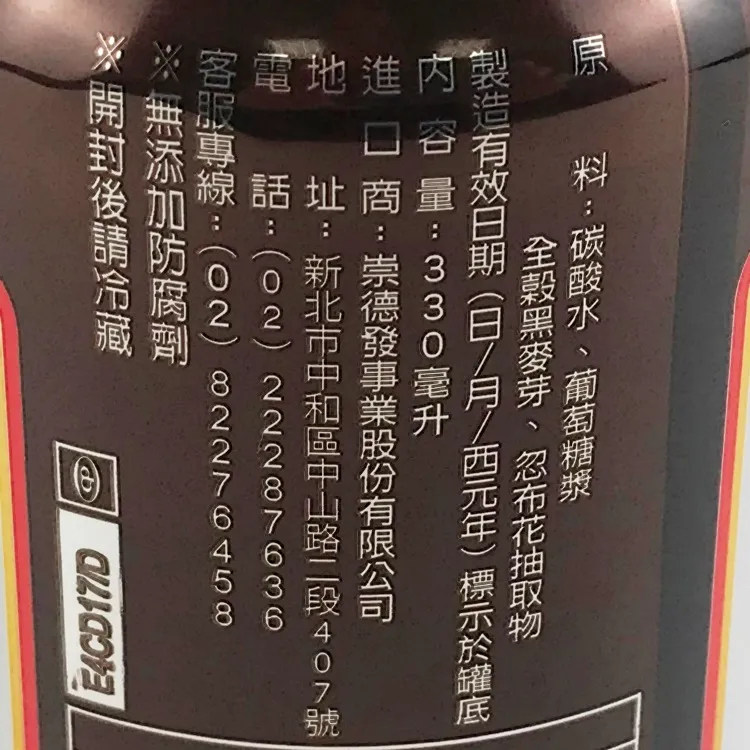 原料：碳酸水、葡萄糖漿
全穀黑麥芽、忽布花抽取物
製造有效日期（日/月/西元年）標示於罐底
內容量：330毫升
進口商：崇德發事業股份有限公司
地址：新北市中和區中山路二段407號
電話：（02）22287636
客服專線：（02）82276458
※無添加防腐劑
※開封後請冷藏
E4CD17/D